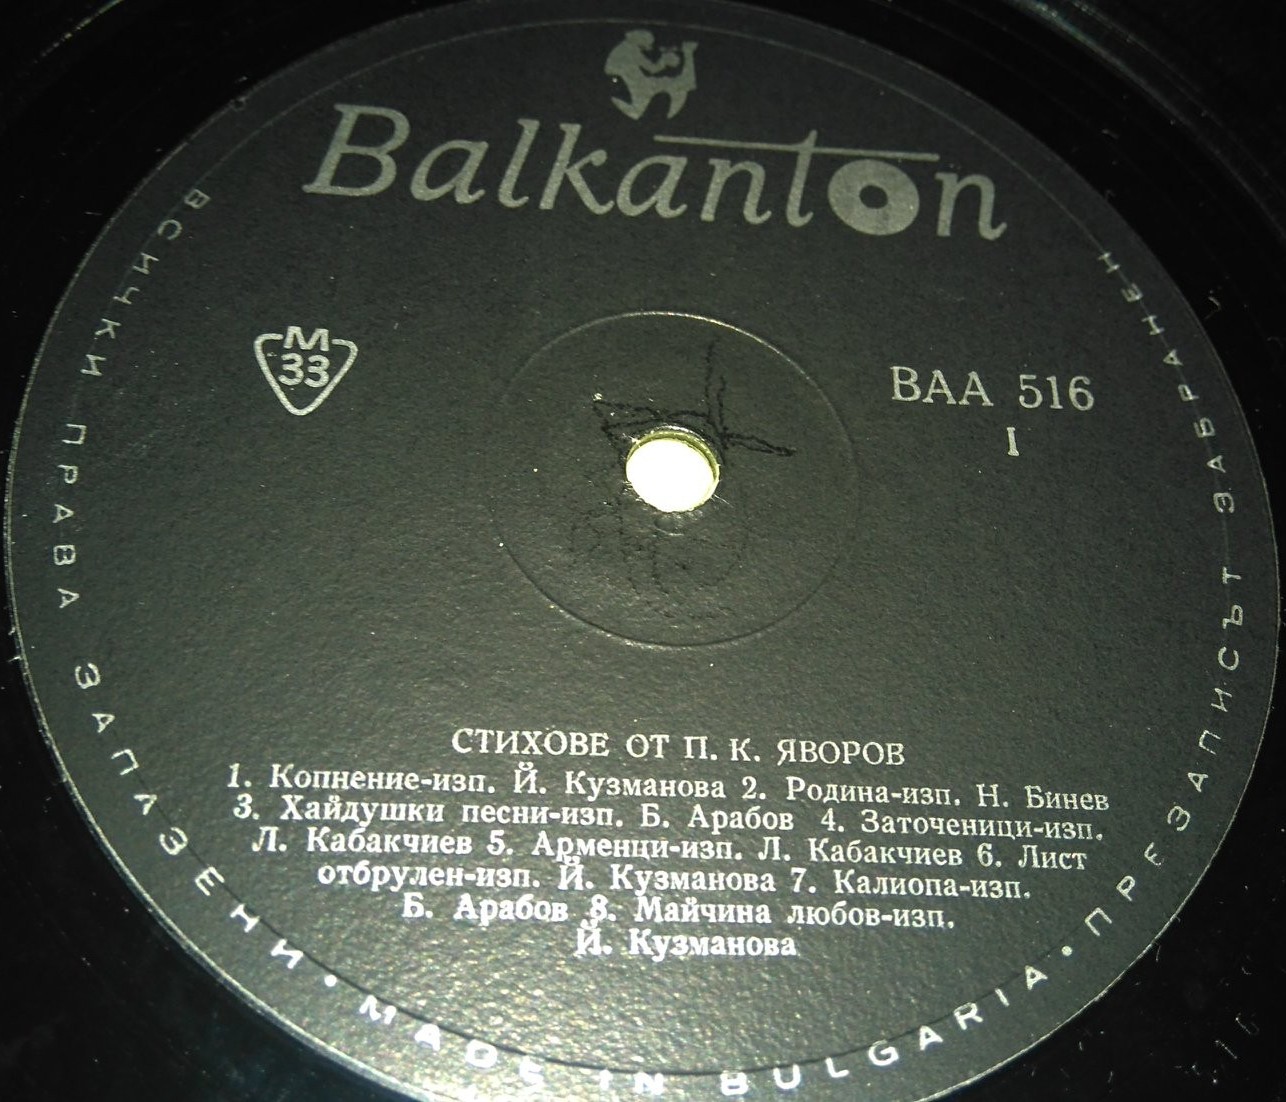 Balkanton
M
33
ВАА 516
I
СТИХОВЕ ОТ П. К. ЯВОРОВ
1. Копнение-изп. Й. Кузманова 2. Родина-изп. Н. Бинев
3. Хайдушки песни-изп. Б. Арабов 4. Заточеници-изп.
Л. Кабакчиев 5. Арменци-изп. Л. Кабакчиев 6. Лист
отбрулен-изп. Й. Кузманова 7. Калиопа-изп.
Б. Арабов 8. Майчина любов-изп.
Й. Кузманова
ВСИЧКИ ПРАВА ЗАПАЗЕНИ • MADE IN BULGARIA • ПРЕЗАПИСЪТ ЗАБРАНЕН